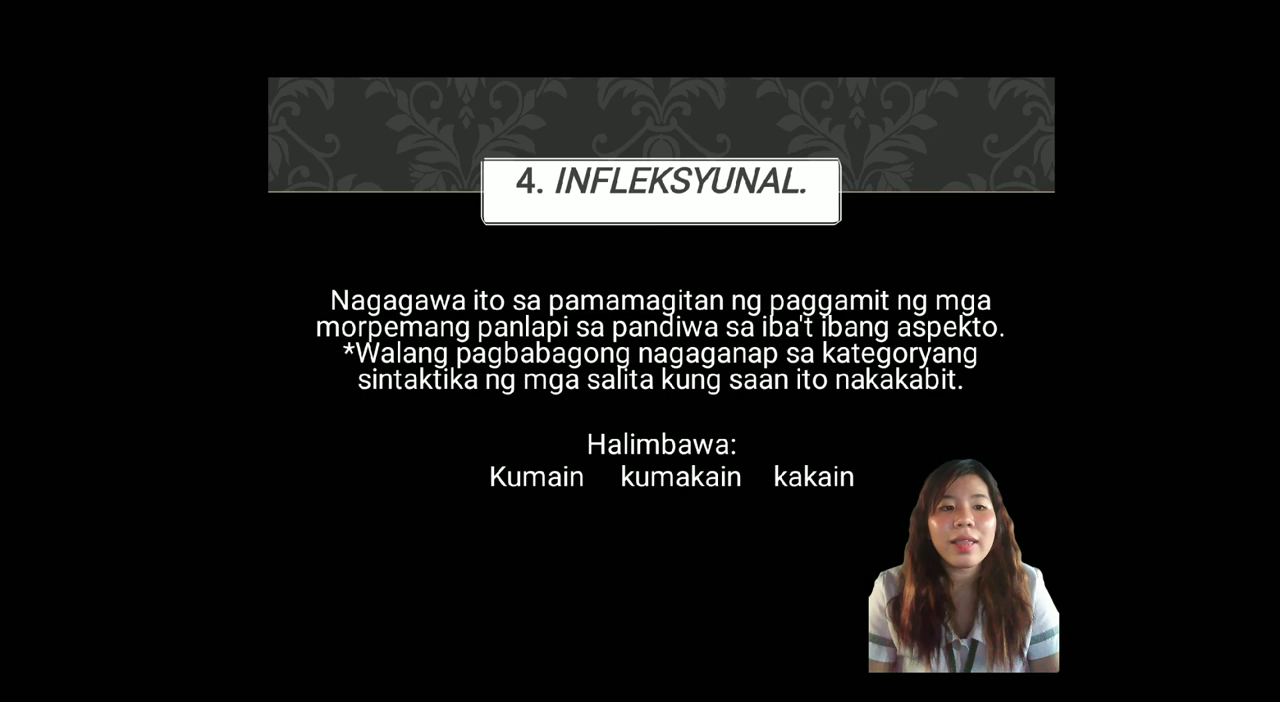 4. INFLEKSYUNAL.
Nagagawa ito sa pamamagitan ng paggamit ng mga
morpemang panlapi sa pandiwa sa iba't ibang aspekto.
*Walang pagbabagong nagaganap sa kategoryang
sintaktika ng mga salita kung saan ito nakakabit.
Halimbawa:
Kumain kumakain kakain